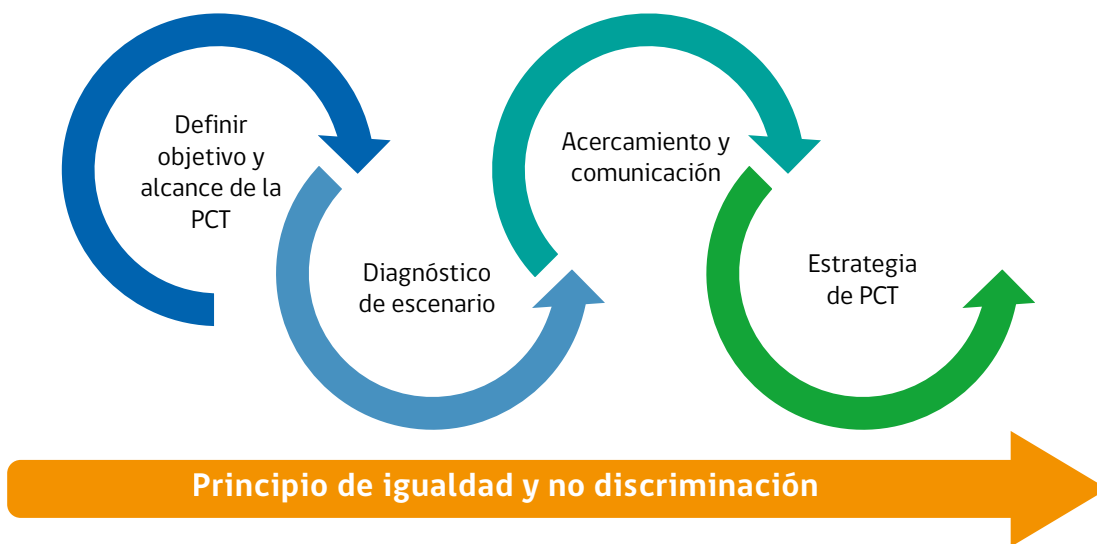 Definir
objetivo y
alcance de la
PCT
Diagnóstico
de escenario
Acercamiento y
comunicación
Estrategia
de PCT
Principio de igualdad y no discriminación